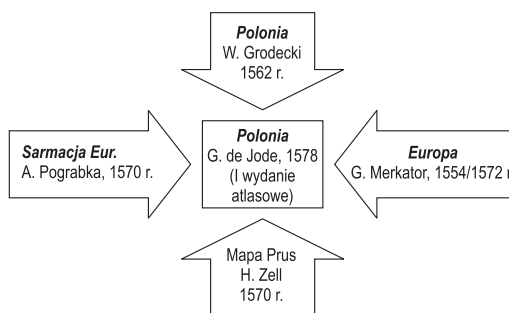 Polonia
W. Grodecki
1562 r.
Sarmacja Eur.
A. Pograbka, 1570 r.
Polonia
G. de Jode, 1578
(I wydanie
atlasowe)
Europa
G. Merkator, 1554/1572 r
Mapa Prus
H. Zell
1570 r.